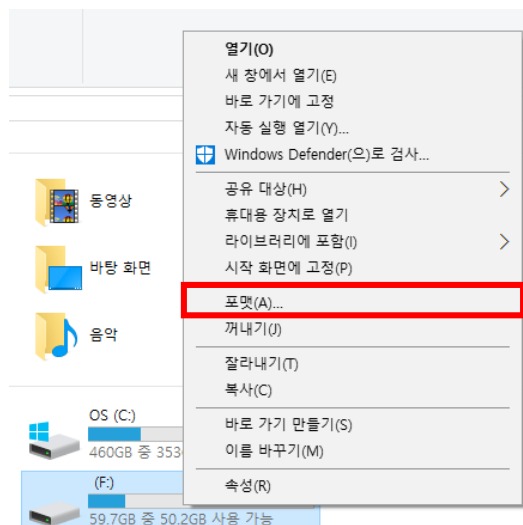 열기(O)
새 창에서 열기(E)
바로 가기에 고정
자동 실행 열기(Y)...
Windows Defender(으)로 검사...
공유 대상(H)
휴대용 장치로 열기
라이브러리에 포함(I)
시작 화면에 고정(P)
포맷(A)...
꺼내기(J)
잘라내기(T)
복사(C)
바로 가기 만들기(S)
이름 바꾸기(M)
속성(R)
동영상
바탕 화면
음악
OS (C:)
460GB 중 353
(F:)
59.7GB 중 50.2GB 사용 가능